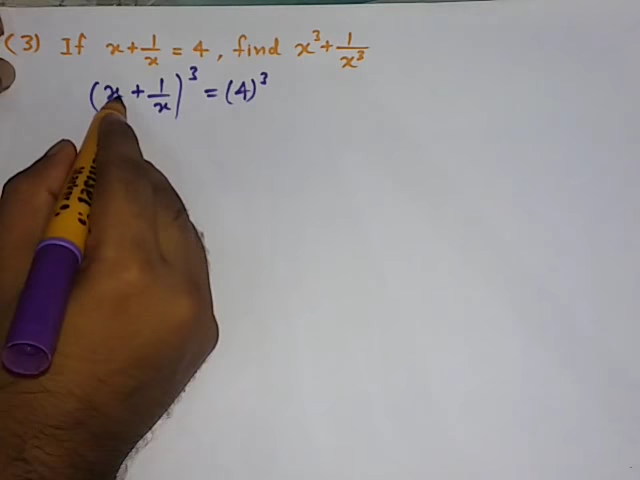 (3) If x + 1/x = 4, find x³ + 1/x³
(x + 1/x)³ = (4)³